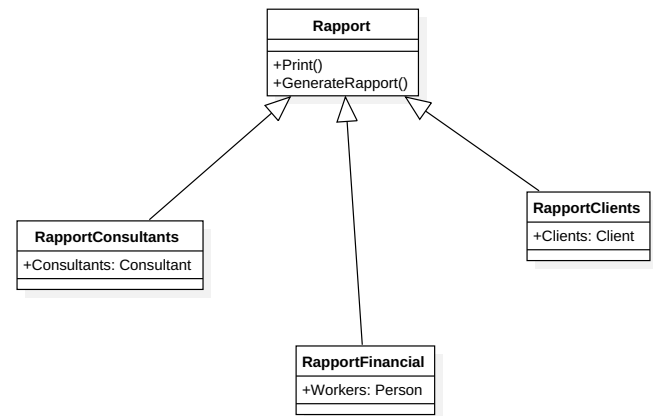 Rapport
+Print()
+GenerateRapport()
RapportClients
+Clients: Client
RapportConsultants
+Consultants: Consultant
RapportFinancial
+Workers: Person